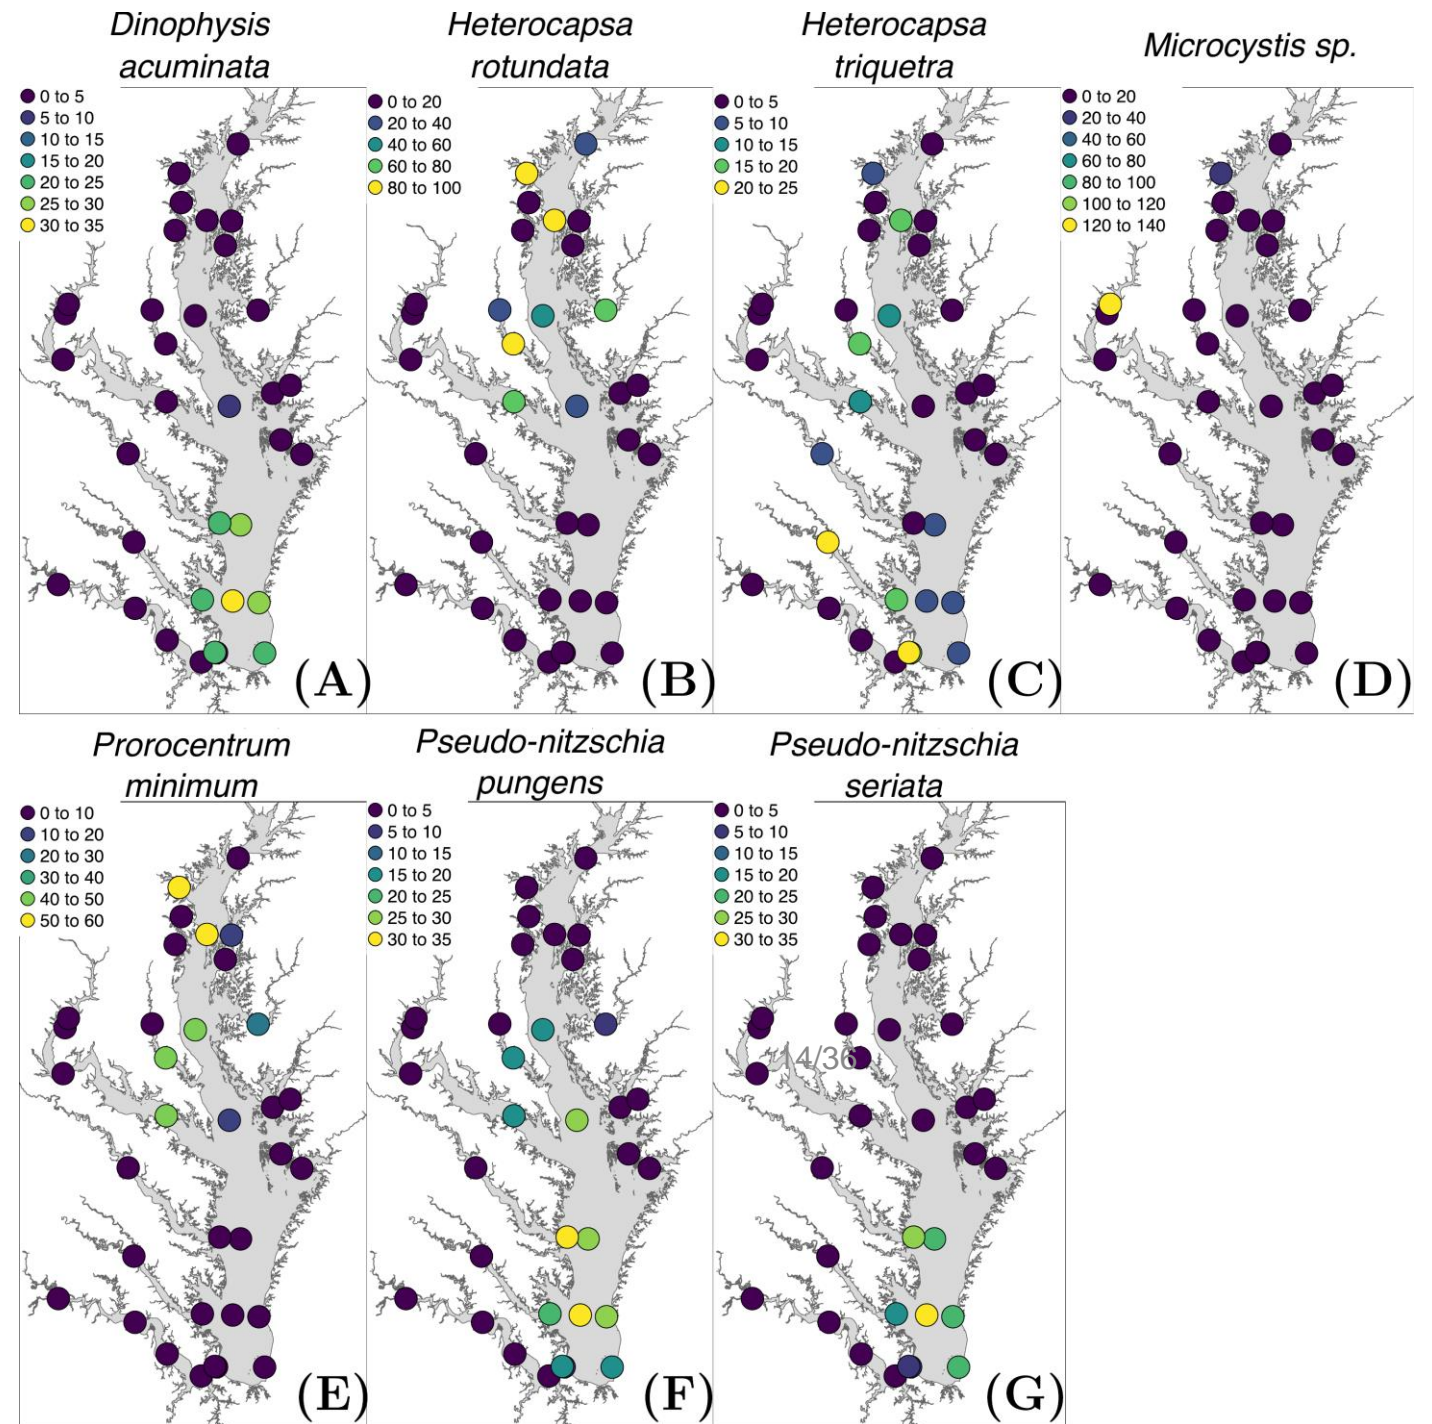 Dinophysis
acuminata
0 to 5
5 to 10
10 to 15
15 to 20
20 to 25
25 to 30
30 to 35
(A)
Heterocapsa
rotundata
0 to 20
20 to 40
40 to 60
60 to 80
80 to 100
(B)
Heterocapsa
triquetra
0 to 5
5 to 10
10 to 15
15 to 20
20 to 25
(C)
Microcystis sp.
0 to 20
20 to 40
40 to 60
60 to 80
80 to 100
100 to 120
120 to 140
(D)
Prorocentrum
minimum
0 to 10
10 to 20
20 to 30
30 to 40
40 to 50
50 to 60
(E)
Pseudo-nitzschia
pungens
0 to 5
5 to 10
10 to 15
15 to 20
20 to 25
25 to 30
30 to 35
(F)
Pseudo-nitzschia
seriata
0 to 5
5 to 10
10 to 15
15 to 20
20 to 25
25 to 30
30 to 35
14/36
(G)